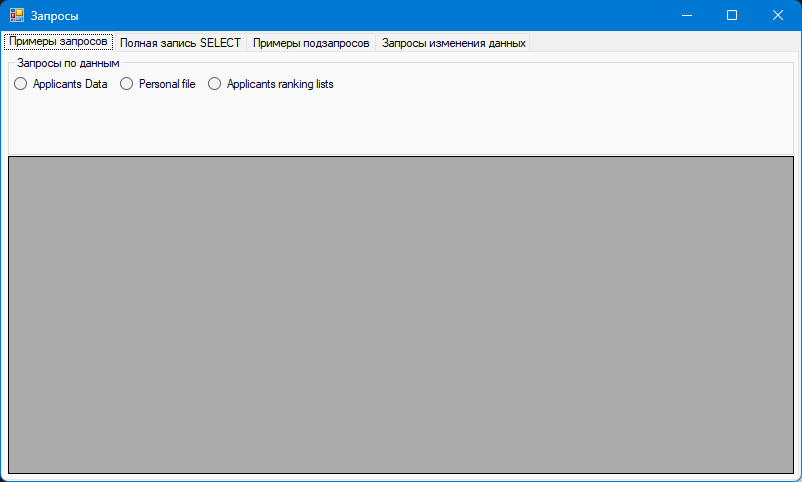 Запросы
Примеры запросов Полная запись SELECT Примеры подзапросов Запросы изменения данных
Запросы по данным
Applicants Data Personal file Applicants ranking lists